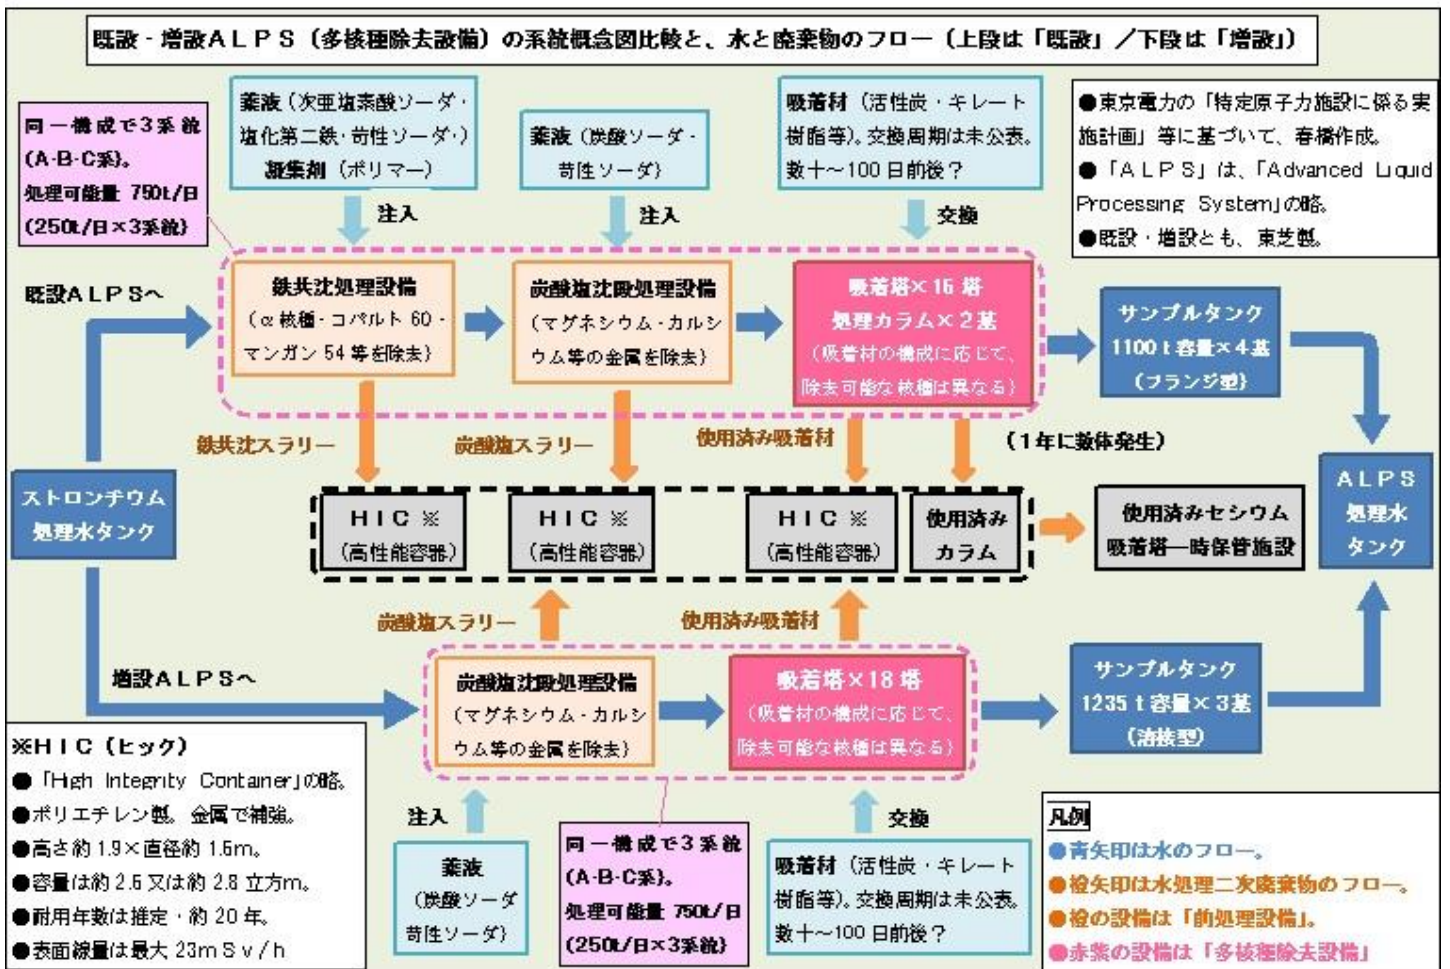 既設・増設ALPS（多核種除去設備）の系統概念図比較と、水と廃棄物のフロー（上段は「既設」／下段は「増設」）
同一構成で3系統
(A･B･C系)。
処理可能量 750t/日
(250t/日×3系統)
薬液（次亜塩素酸ソーダ・
塩化第二鉄・苛性ソーダ・）
凝集剤（ポリマー）
注入
薬液（炭酸ソーダ・
苛性ソーダ）
注入
吸着材（活性炭・キレート
樹脂等）。交換周期は未公表。
数十～100日前後？
交換
●東京電力の「特定原子力施設に係る実
施計画」等に基づいて、春橋作成。
●「ALPS」は、「Advanced Liquid
Processing System」の略。
●既設・増設とも、東芝製。
既設ALPSへ
鉄共沈処理設備
（α核種・コバルト60・
マンガン54等を除去）
炭酸塩沈殿処理設備
（マグネシウム・カルシ
ウム等の金属を除去）
吸着塔×16塔
処理カラム×2基
（吸着材の構成に応じて、
除去可能な核種は異なる）
サンプルタンク
1100t容量×4基
（フランジ型）
鉄共沈スラリー
炭酸塩スラリー
使用済み吸着材
（1年に数体発生）
ストロンチウム
処理水タンク
HIC※
（高性能容器）
HIC※
（高性能容器）
HIC※
（高性能容器）
使用済み
カラム
使用済みセシウム
吸着塔一時保管施設
ALPS
処理水
タンク
炭酸塩スラリー
使用済み吸着材
増設ALPSへ
炭酸塩沈殿処理設備
（マグネシウム・カルシ
ウム等の金属を除去）
吸着塔×18塔
（吸着材の構成に応じて、
除去可能な核種は異なる）
サンプルタンク
1235t容量×3基
（溶接型）
※HIC（ヒック）
●「High Integrity Container」の略。
●ポリエチレン製。金属で補強。
●高さ約1.9×直径約1.5m。
●容量は約2.6又は約2.8立方m。
●耐用年数は推定・約20年。
●表面線量は最大23mSv/h
注入
薬液
（炭酸ソーダ
苛性ソーダ）
同一構成で3系統
(A･B･C系)。
処理可能量 750t/日
(250t/日×3系統)
交換
吸着材（活性炭・キレート
樹脂等）。交換周期は未公表。
数十～100日前後？
凡例
●青矢印は水のフロー。
●橙矢印は水処理二次廃棄物のフロー。
●橙の設備は「前処理設備」。
●赤紫の設備は「多核種除去設備」